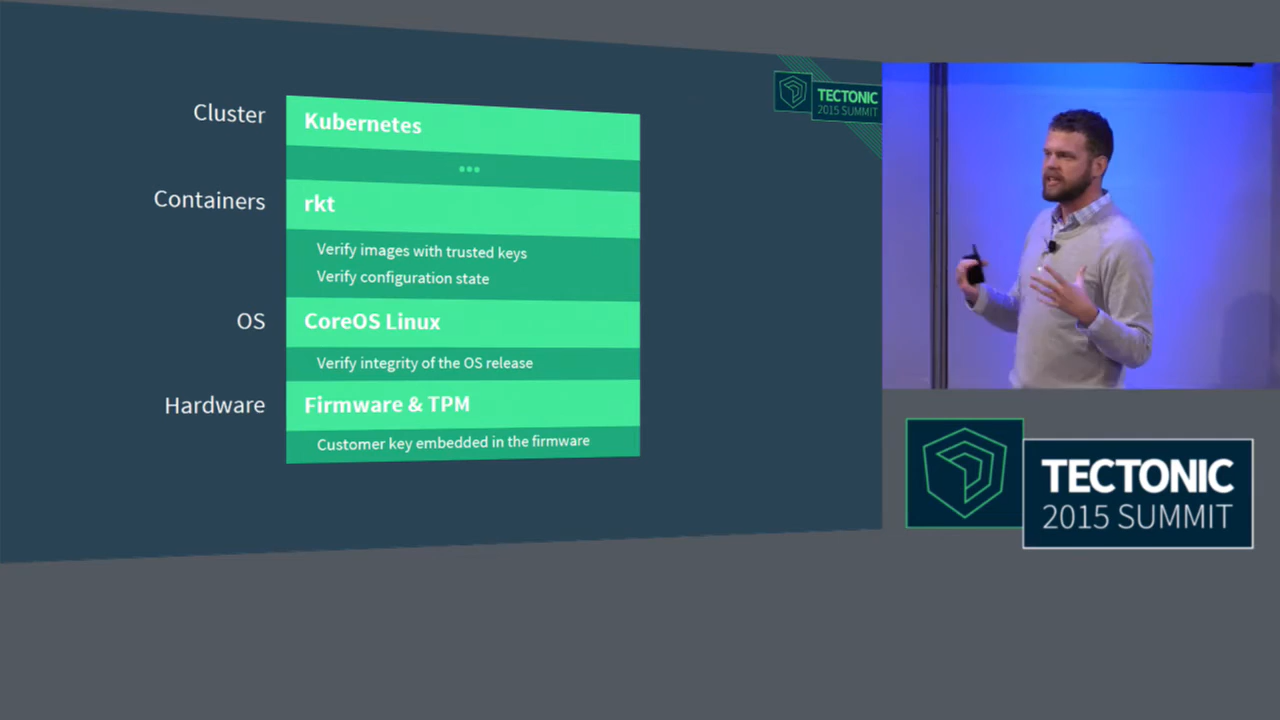 Cluster
Kubernetes
•••
Containers
rkt
Verify images with trusted keys
Verify configuration state
OS
CoreOS Linux
Verify integrity of the OS release
Hardware
Firmware & TPM
Customer key embedded in the firmware
TECTONIC
2015 SUMMIT
TECTONIC
2015 SUMMIT